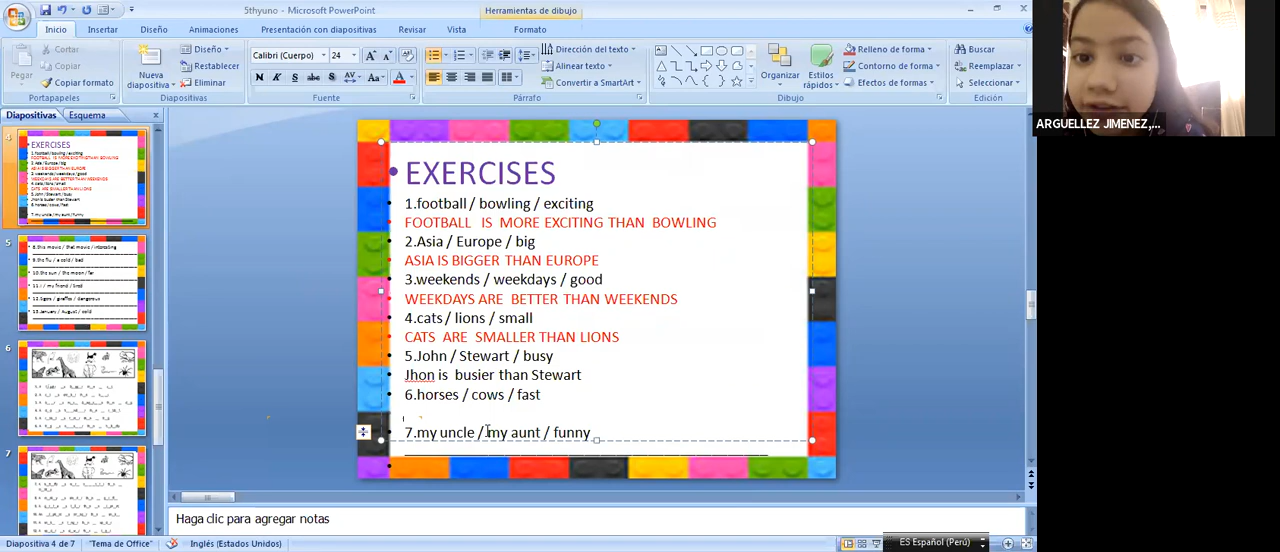 5thyuno - Microsoft PowerPoint
Herramientas de dibujo
Inicio Insertar Diseño Animaciones Presentación con diapositivas Revisar Vista Formato
Pegar
Cortar
Copiar
Copiar formato
Portapapeles
Nueva diapositiva
Diseño
Restablecer
Eliminar
Diapositivas
Calibri (Cuerpo) 24
Fuente
Dirección del texto
Alinear texto
Convertir a SmartArt
Párrafo
Organizar
Estilos rápidos
Relleno de forma
Contorno de forma
Efectos de formas
Dibujo
Buscar
Reemplazar
Seleccionar
Edición
Diapositivas Esquema
4
5
6
7
EXERCISES
1.football / bowling / exciting
FOOTBALL IS MORE EXCITING THAN BOWLING
2.Asia / Europe / big
ASIA IS BIGGER THAN EUROPE
3.weekends / weekdays / good
WEEKDAYS ARE BETTER THAN WEEKENDS
4.cats / lions / small
CATS ARE SMALLER THAN LIONS
5.John / Stewart / busy
Jhon is busier than Stewart
6.horses / cows / fast
7.my uncle / my aunt / funny
Haga clic para agregar notas
Diapositiva 4 de 7
"Tema de Office"
Inglés (Estados Unidos)
ES Español (Perú)
ARGUELLEZ JIMENEZ,...